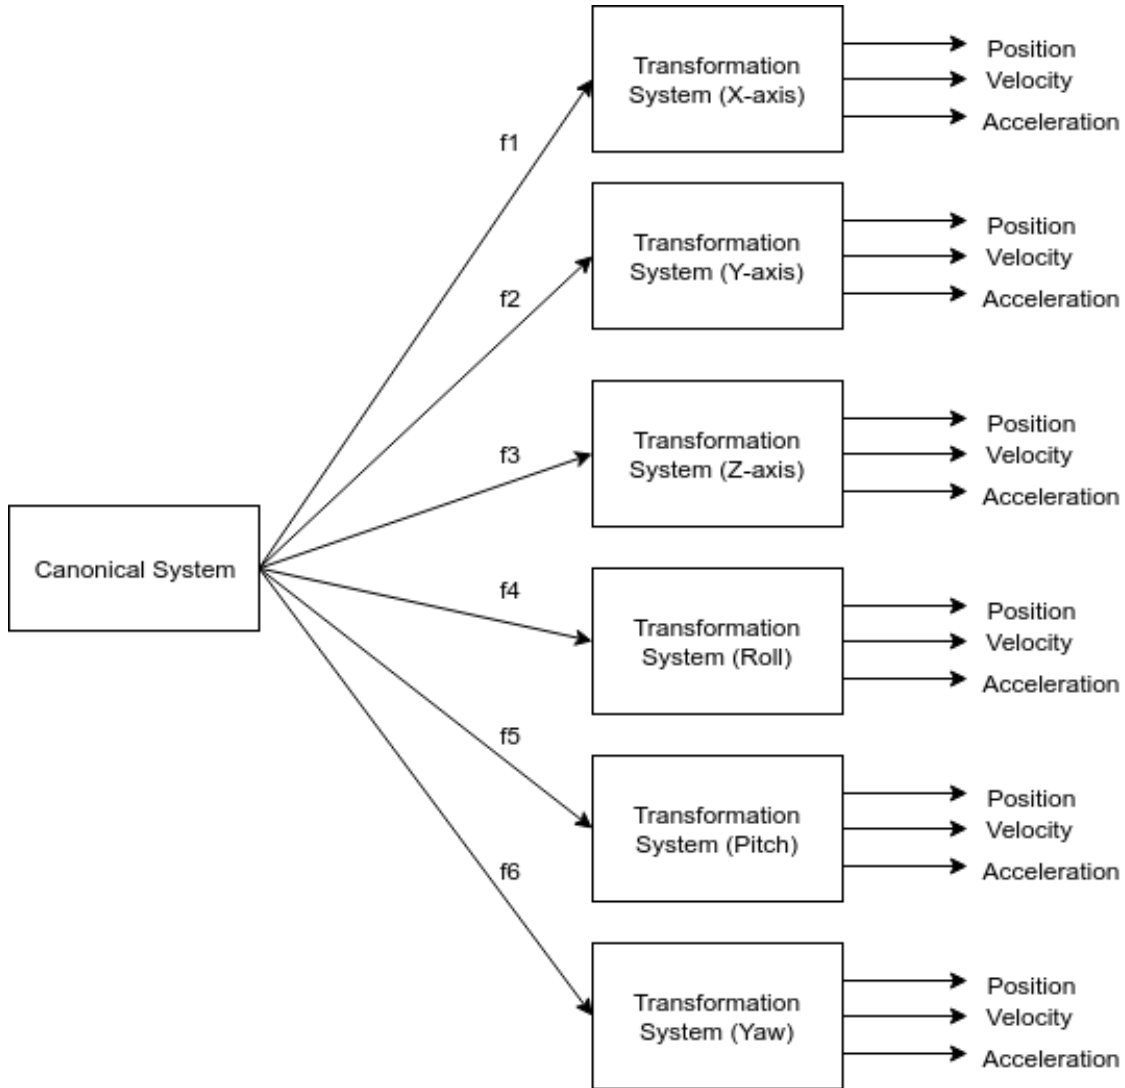 Transformation
System (X-axis)
Position
Velocity
Acceleration
f1
Transformation
System (Y-axis)
Position
Velocity
Acceleration
f2
Transformation
System (Z-axis)
Position
Velocity
Acceleration
f3
Canonical System
f4
Transformation
System (Roll)
Position
Velocity
Acceleration
f5
Transformation
System (Pitch)
Position
Velocity
Acceleration
f6
Transformation
System (Yaw)
Position
Velocity
Acceleration